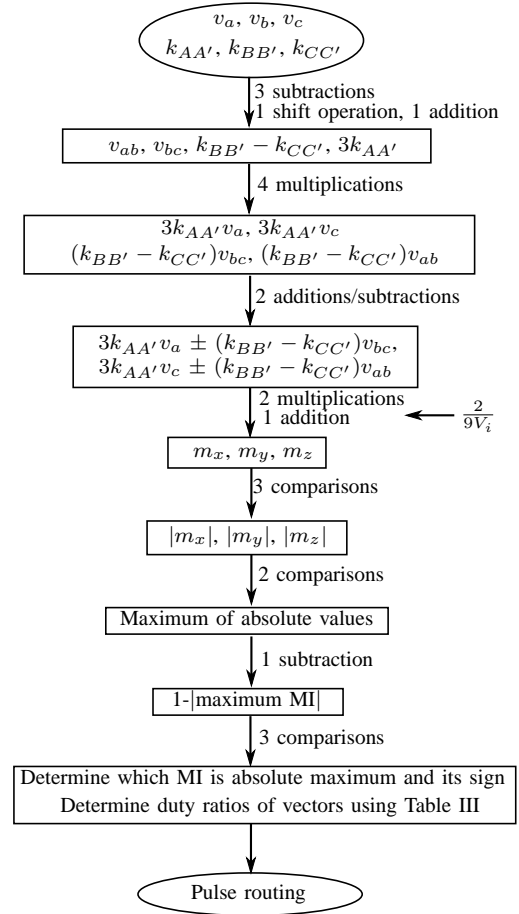 v_a, v_b, v_c
k_{AA'}, k_{BB'}, k_{CC'}
3 subtractions
1 shift operation, 1 addition
v_{ab}, v_{bc}, k_{BB'} − k_{CC'}, 3k_{AA'}
4 multiplications
3k_{AA'}v_a, 3k_{AA'}v_c
(k_{BB'} − k_{CC'})v_{bc}, (k_{BB'} − k_{CC'})v_{ab}
2 additions/subtractions
3k_{AA'}v_a ± (k_{BB'} − k_{CC'})v_{bc},
3k_{AA'}v_c ± (k_{BB'} − k_{CC'})v_{ab}
2 multiplications
1 addition
2/9V_i
m_x, m_y, m_z
3 comparisons
|m_x|, |m_y|, |m_z|
2 comparisons
Maximum of absolute values
1 subtraction
1-|maximum MI|
3 comparisons
Determine which MI is absolute maximum and its sign
Determine duty ratios of vectors using Table III
Pulse routing